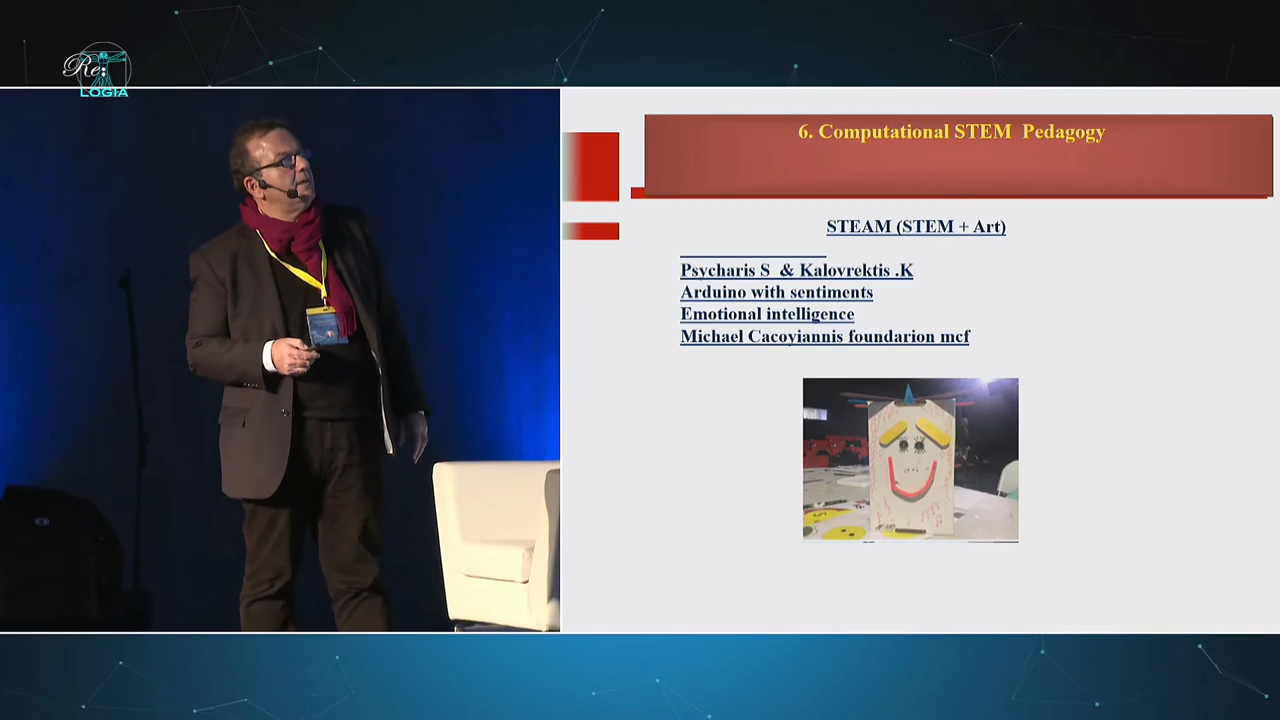 Re:
LOGIA
6. Computational STEM Pedagogy
STEAM (STEM + Art)
Psycharis S & Kalovrektis .K
Arduino with sentiments
Emotional intelligence
Michael Cacoyiannis foundarion mcf